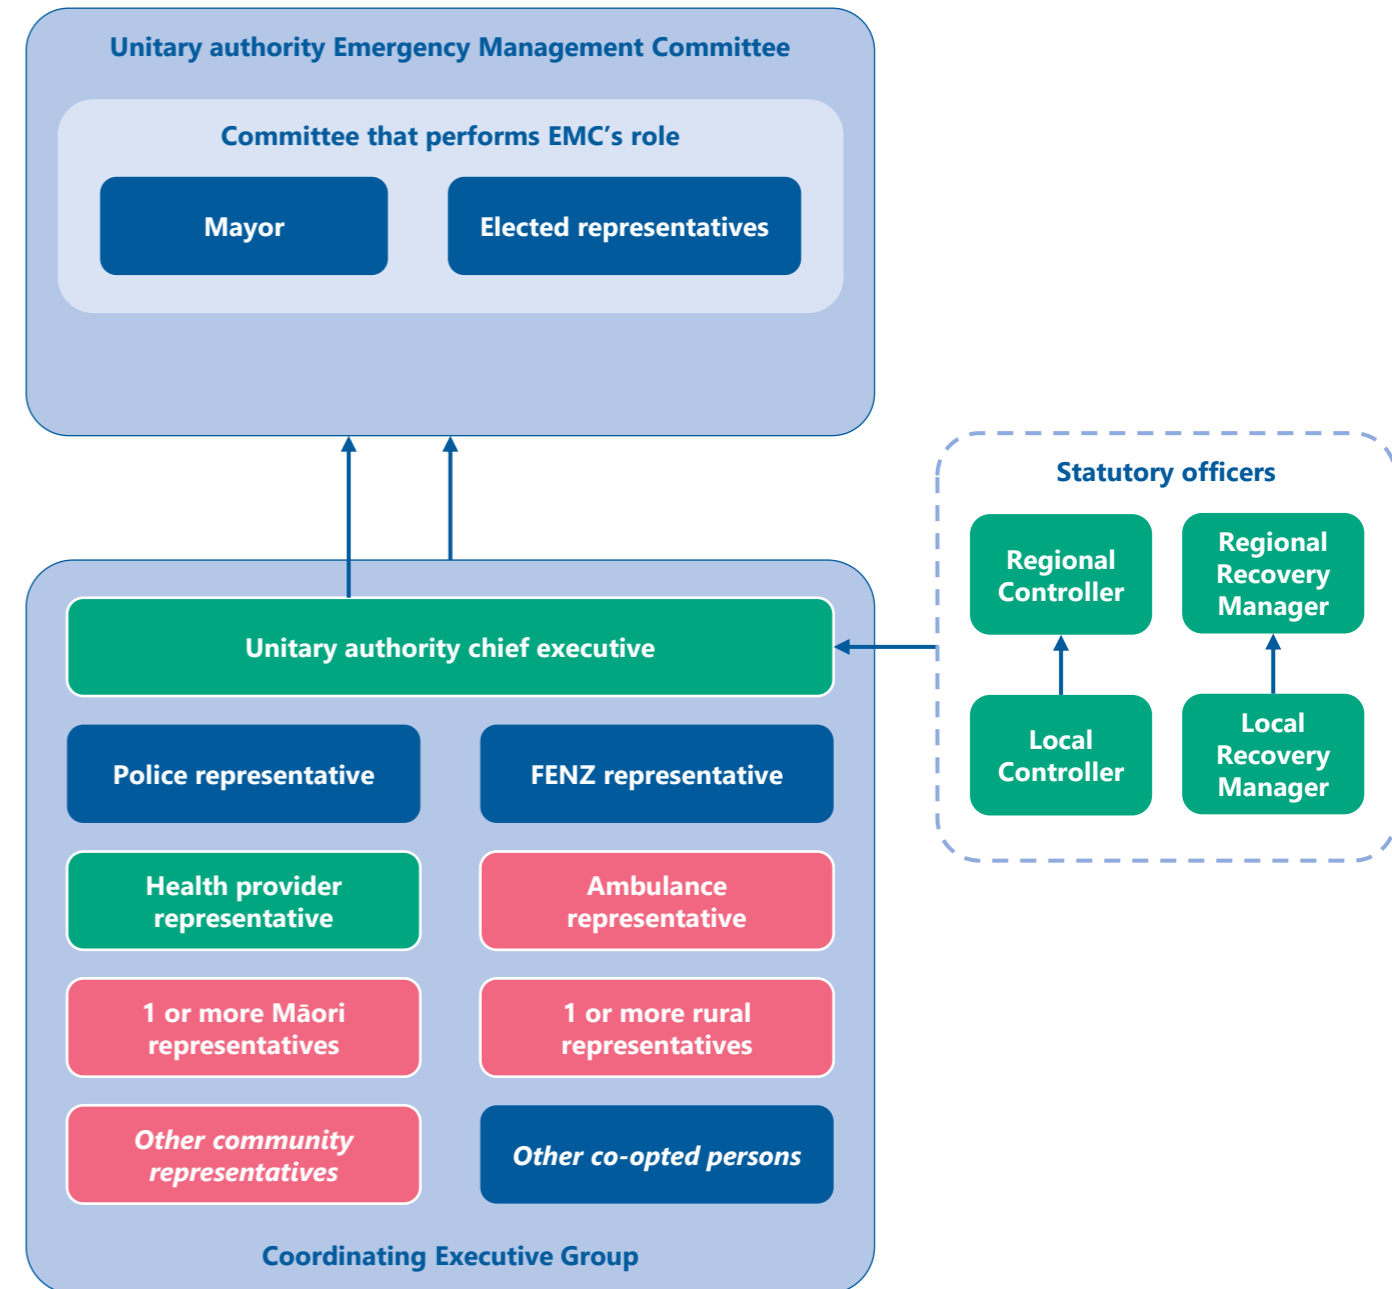 Unitary authority Emergency Management Committee
Committee that performs EMC’s role
Mayor
Elected representatives
Unitary authority chief executive
Police representative
FENZ representative
Health provider
representative
Ambulance
representative
1 or more Māori
representatives
1 or more rural
representatives
Other community
representatives
Other co-opted persons
Coordinating Executive Group
Statutory officers
Regional
Controller
Regional
Recovery
Manager
Local
Controller
Local
Recovery
Manager